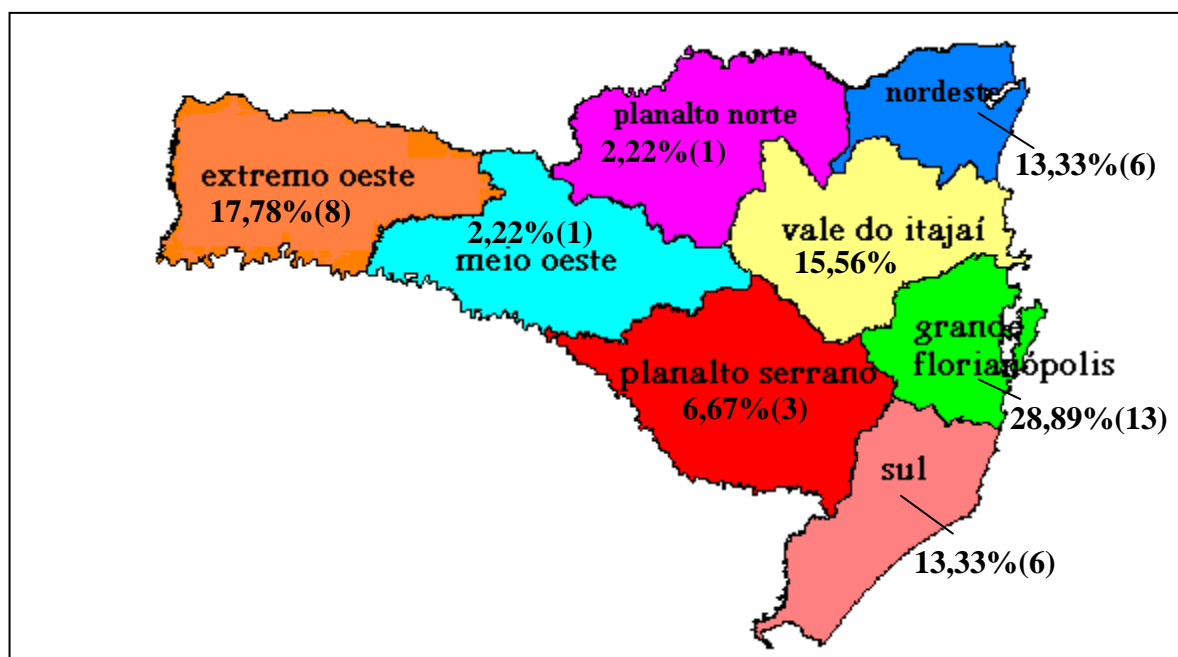 nordeste
planalto norte
2,22%(1)
13,33%(6)
extremo oeste
17,78%(8)
2,22%(1)
meio oeste
vale do itajaí
15,56%
grande
florianópolis
28,89%(13)
planalto serrano
6,67%(3)
sul
13,33%(6)